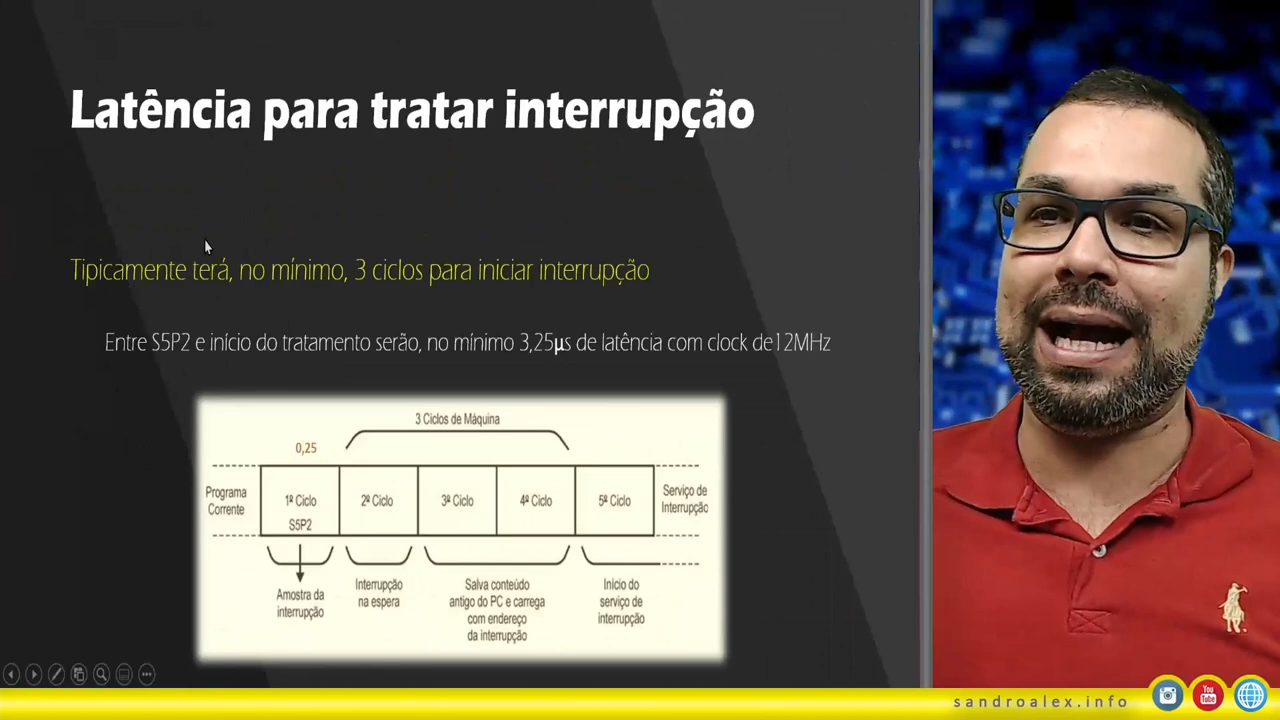 Latência para tratar interrupção
Tipicamente terá, no mínimo, 3 ciclos para iniciar interrupção
Entre S5P2 e início do tratamento serão, no mínimo 3,25µs de latência com clock de12MHz
3 Ciclos de Máquina
0,25
Programa
Corrente
1º Ciclo
S5P2
2º Ciclo
3º Ciclo
4º Ciclo
5º Ciclo
Serviço de
Interrupção
Amostra da
interrupção
Interrupção
na espera
Salva conteúdo
antigo do PC e carrega
com endereço
da interrupção
Início do
serviço de
interrupção
sandroalex.info
You
Tube